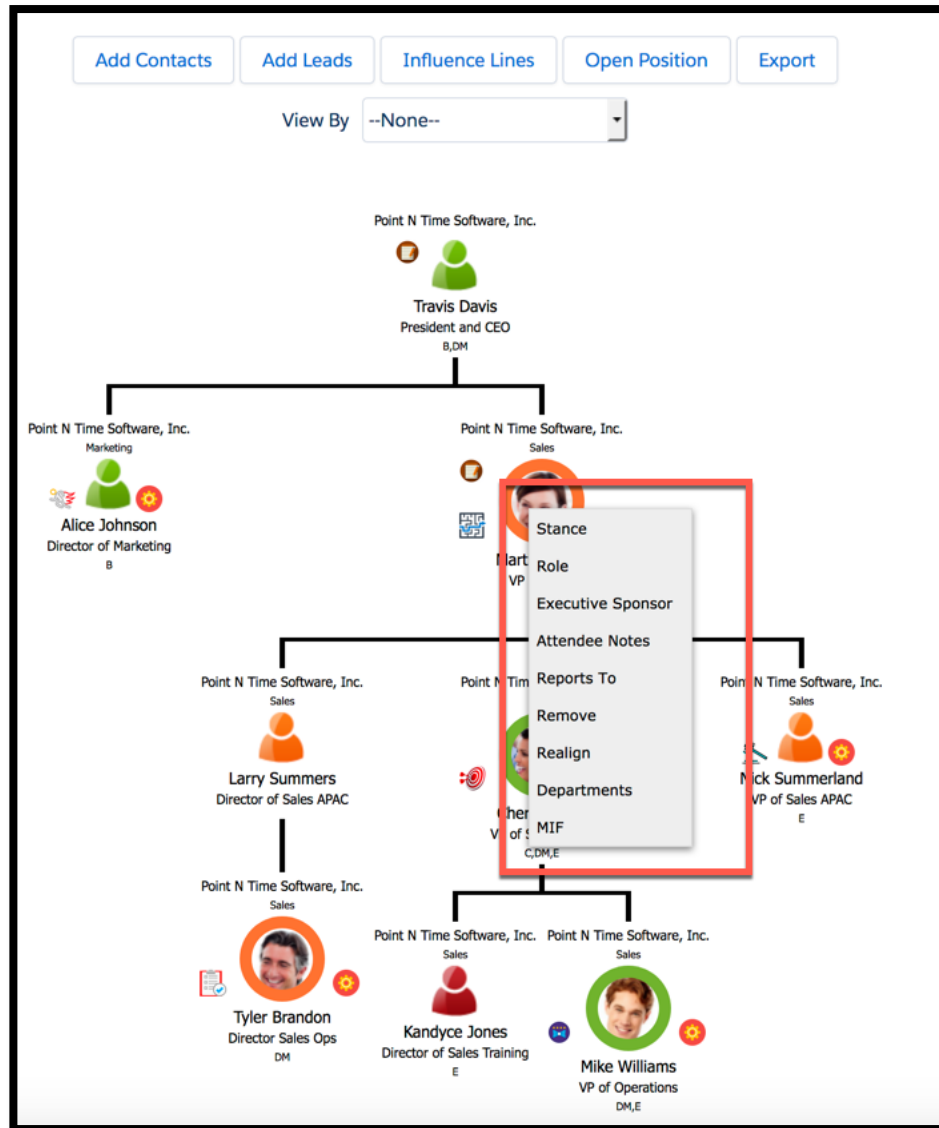 Add Contacts
Add Leads
Influence Lines
Open Position
Export
View By
--None--
Point N Time Software, Inc.
Travis Davis
President and CEO
B,DM
Point N Time Software, Inc.
Marketing
Alice Johnson
Director of Marketing
B
Point N Time Software, Inc.
Sales
VP
Stance
Role
Executive Sponsor
Attendee Notes
Reports To
Remove
Realign
Departments
MIF
Point N Time Software, Inc.
Sales
Larry Summers
Director of Sales APAC
Point N
of
C,DM,E
Point N Time Software, Inc.
Sales
Nick Summerland
VP of Sales APAC
E
Point N Time Software, Inc.
Sales
Tyler Brandon
Director Sales Ops
DM
Point N Time Software, Inc.
Sales
Kandyce Jones
Director of Sales Training
E
Point N Time Software, Inc.
Sales
Mike Williams
VP of Operations
DM,E